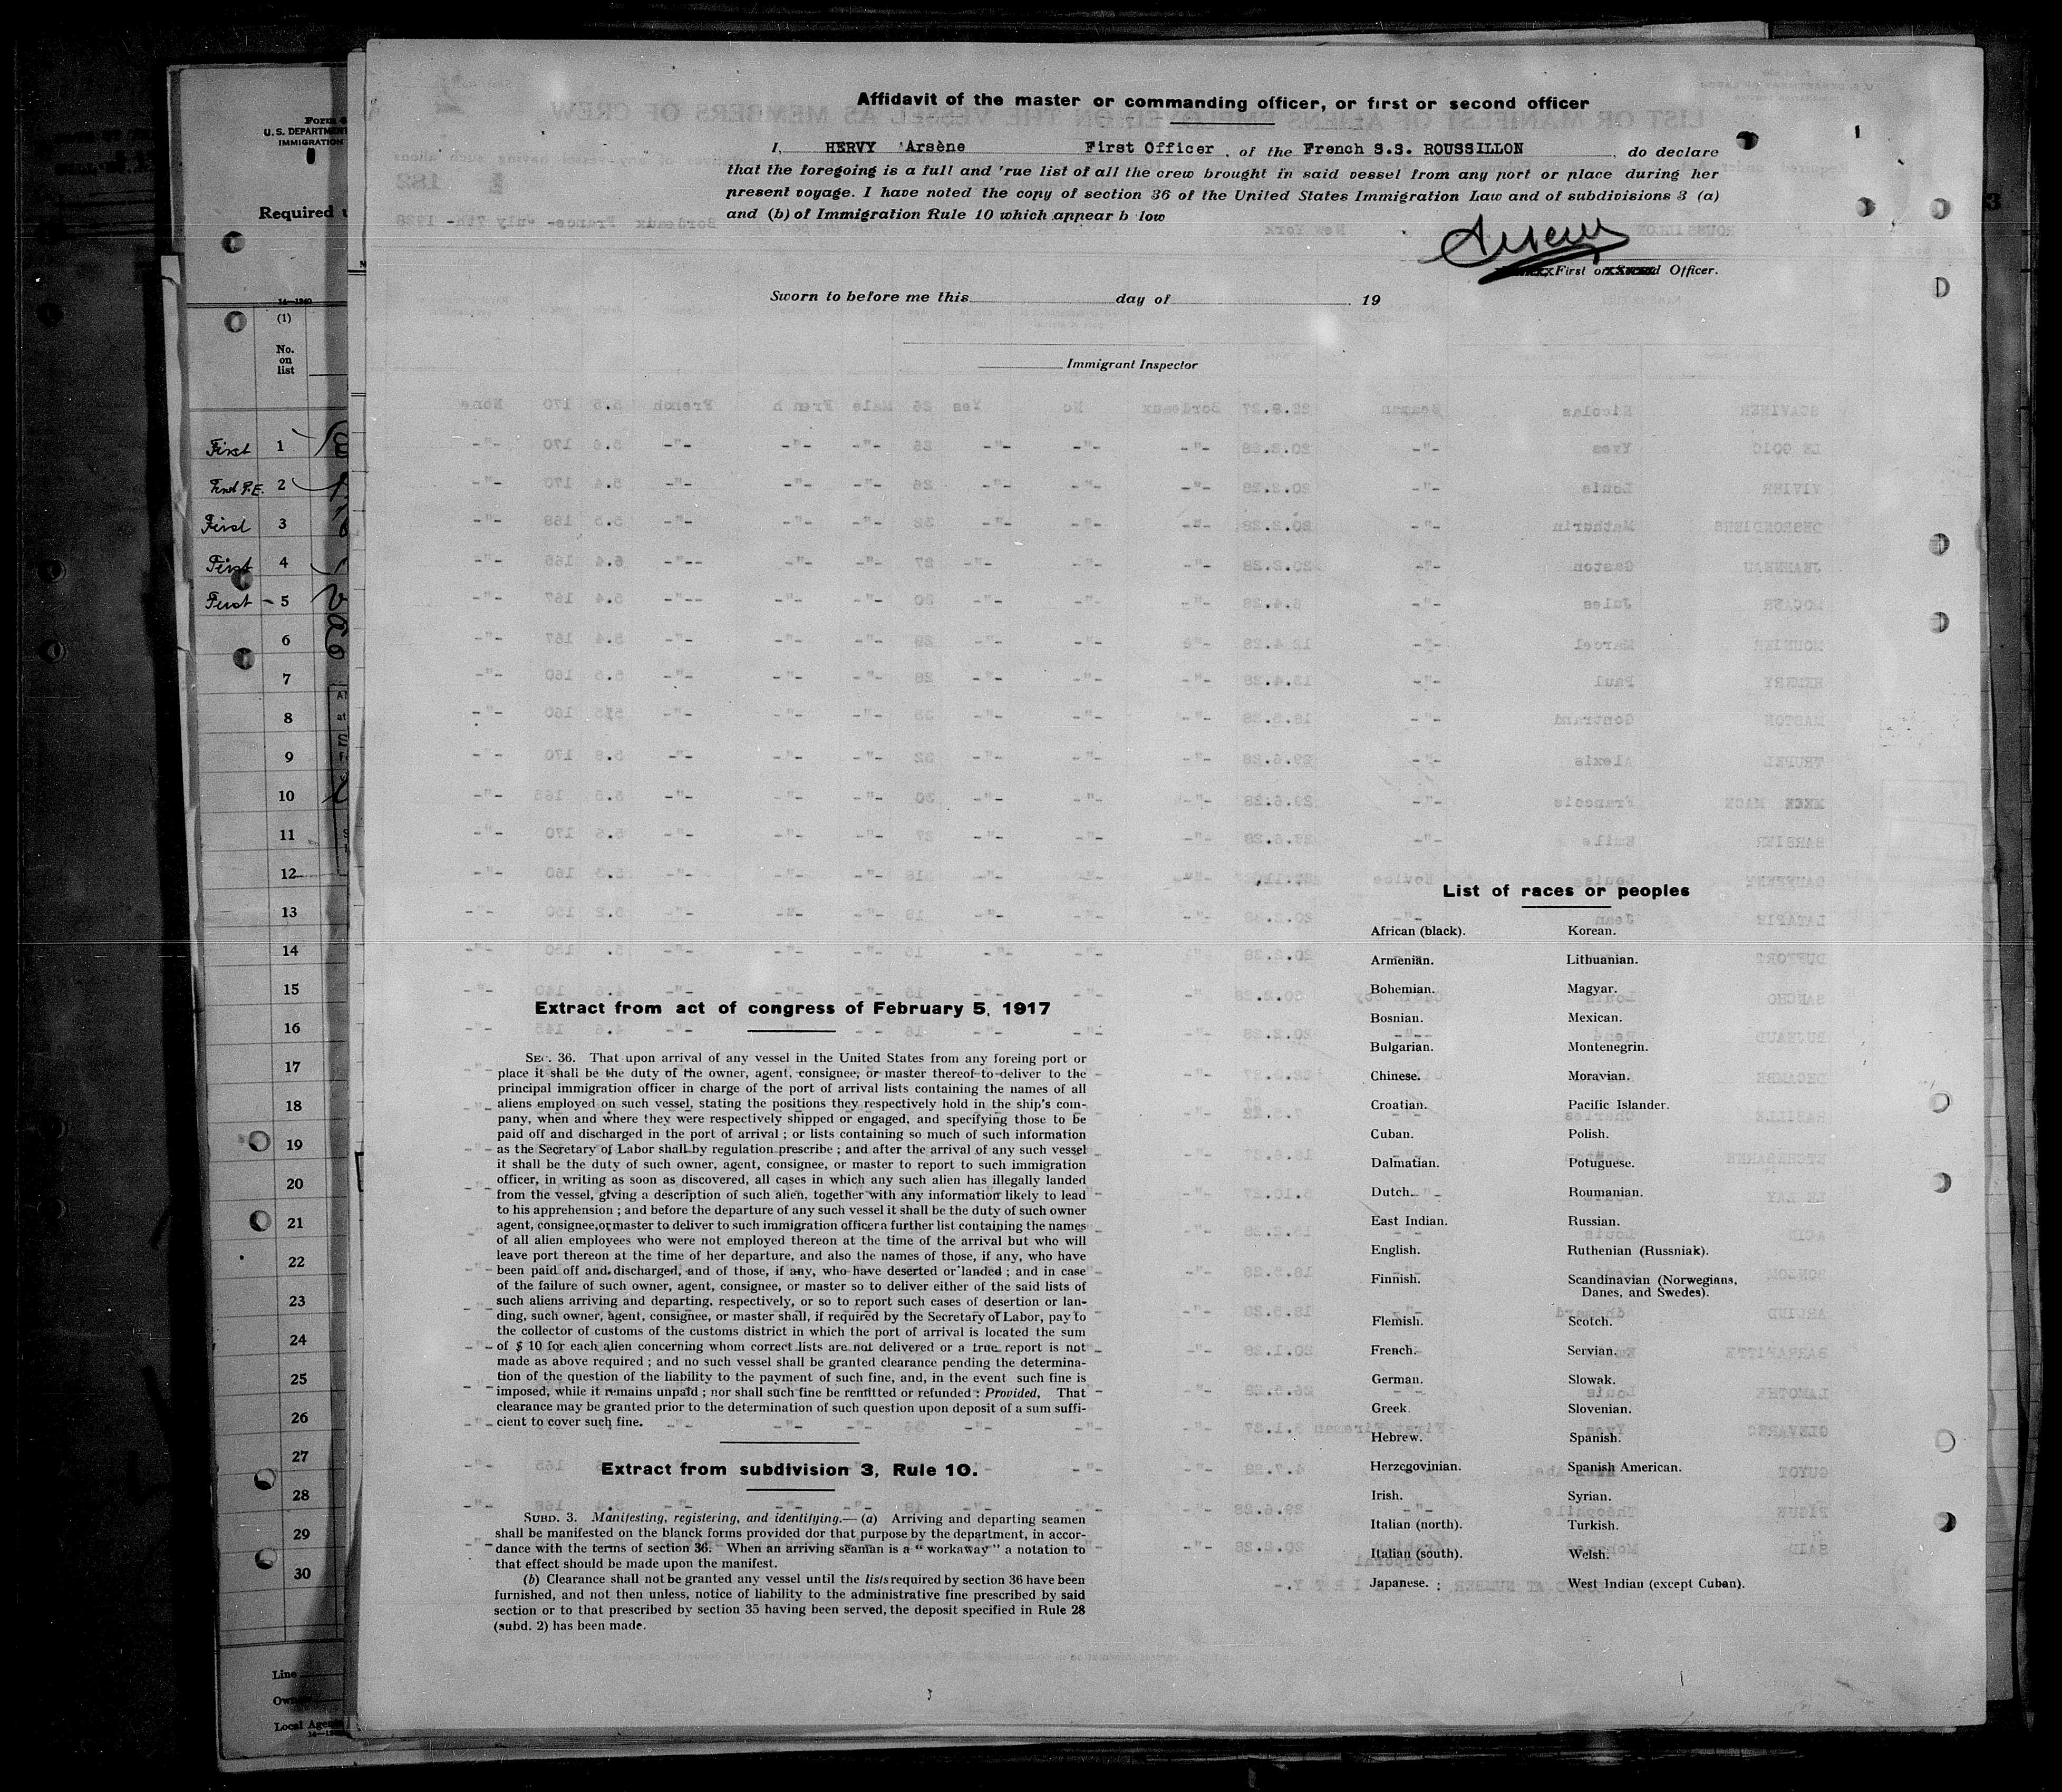 Affidavit of the master or commanding officer, or first or second officer
I, HERVY Arsène First Officer, of the French S.S. ROUSSILLON, do declare
that the foregoing is a full and 'rue list of all the crew brought in said vessel from any port or place during her
present voyage. I have noted the copy of section 36 of the United States Immigration Law and of subdivisions 3 (a)
and (b) of Immigration Rule 10 which appear b low
First or Second Officer.
Sworn to before me this day of 19
Immigrant Inspector
Extract from act of congress of February 5, 1917
SEC. 36. That upon arrival of any vessel in the United States from any foreing port or
place it shall be the duty of the owner, agent, consignee, or master thereof to deliver to the
principal immigration officer in charge of the port of arrival lists containing the names of all
aliens employed on such vessel, stating the positions they respectively hold in the ship's com-
pany, when and where they were respectively shipped or engaged, and specifying those to be
paid off and discharged in the port of arrival ; or lists containing so much of such information
as the Secretary of Labor shall by regulation prescribe ; and after the arrival of any such vessel
it shall be the duty of such owner, agent, consignee, or master to report to such immigration
officer, in writing as soon as discovered, all cases in which any such alien has illegally landed
from the vessel, giving a description of such alien, together with any information likely to lead
to his apprehension ; and before the departure of any such vessel it shall be the duty of such owner
agent, consignee, or master to deliver to such immigration officer a further list containing the names
of all alien employees who were not employed thereon at the time of the arrival but who will
leave port thereon at the time of her departure, and also the names of those, if any, who have
been paid off and discharged, and of those, if any, who have deserted or landed ; and in case
of the failure of such owner, agent, consignee, or master so to deliver either of the said lists of
such aliens arriving and departing, respectively, or so to report such cases of desertion or lan-
ding, such owner, agent, consignee, or master shall, if required by the Secretary of Labor, pay to
the collector of customs of the customs district in which the port of arrival is located the sum
of $ 10 for each alien concerning whom correct lists are not delivered or a true report is not
made as above required ; and no such vessel shall be granted clearance pending the determina-
tion of the question of the liability to the payment of such fine, and, in the event such fine is
imposed, while it remains unpaid ; nor shall such fine be remitted or refunded : Provided, That
clearance may be granted prior to the determination of such question upon deposit of a sum suffi-
cient to cover such fine.
Extract from subdivision 3, Rule 10.
SUBD. 3. Manifesting, registering, and identifying.— (a) Arriving and departing seamen
shall be manifested on the blanck forms provided dor that purpose by the department, in accor-
dance with the terms of section 36. When an arriving seaman is a “ workaway ” a notation to
that effect should be made upon the manifest.
(b) Clearance shall not be granted any vessel until the lists required by section 36 have been
furnished, and not then unless, notice of liability to the administrative fine prescribed by said
section or to that prescribed by section 35 having been served, the deposit specified in Rule 28
(subd. 2) has been made.
List of races or peoples
African (black).
Armenian.
Bohemian.
Bosnian.
Bulgarian.
Chinese.
Croatian.
Cuban.
Dalmatian.
Dutch.
East Indian.
English.
Finnish.
Flemish.
French.
German.
Greek.
Hebrew.
Herzegovinian.
Irish.
Italian (north).
Italian (south).
Japanese.
Korean.
Lithuanian.
Magyar.
Mexican.
Montenegrin.
Moravian.
Pacific Islander.
Polish.
Potuguese.
Roumanian.
Russian.
Ruthenian (Russniak).
Scandinavian (Norwegians,
Danes, and Swedes).
Scotch.
Servian.
Slowak.
Slovenian.
Spanish.
Spanish American.
Syrian.
Turkish.
Welsh.
West Indian (except Cuban).
Form
U. S. DEPARTMENT
IMMIGRATION
Required
(1)
No.
on
list
First 1
First P.E. 2
First 3
First 4
First - 5
6
7
8
9
10
11
12
13
14
15
16
17
18
19
20
21
22
23
24
25
26
27
28
29
30
Line
Owner
Local Agent